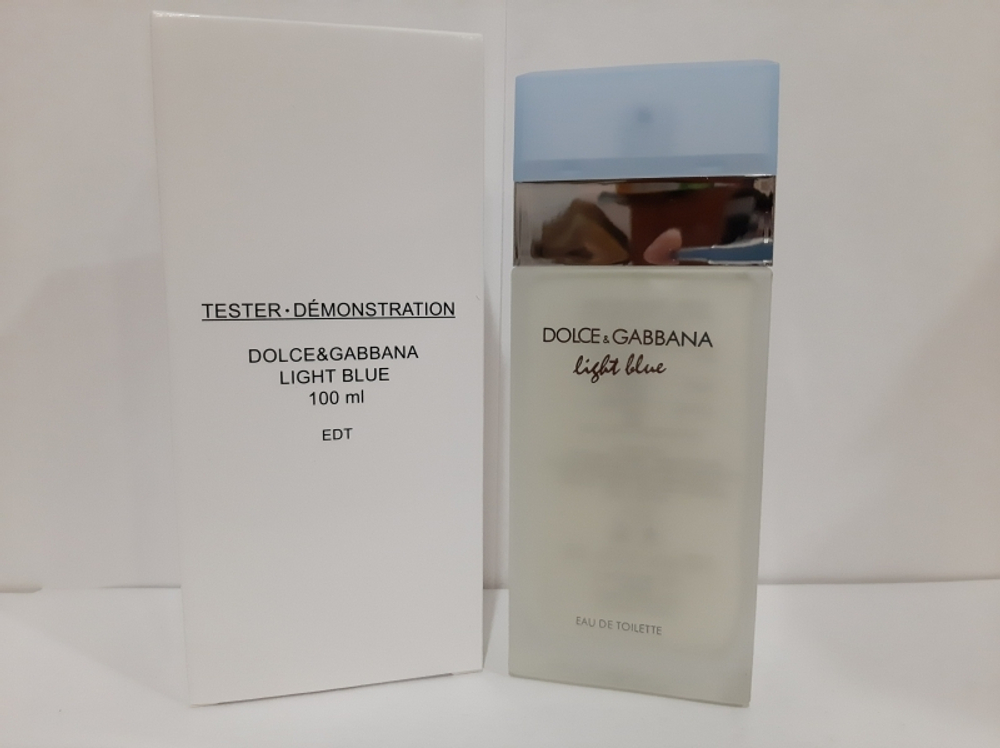 TESTER·DÉMONSTRATION
DOLCE&GABBANA
LIGHT BLUE
100 ml
EDT
DOLCE&GABBANA
light blue
EAU DE TOILETTE